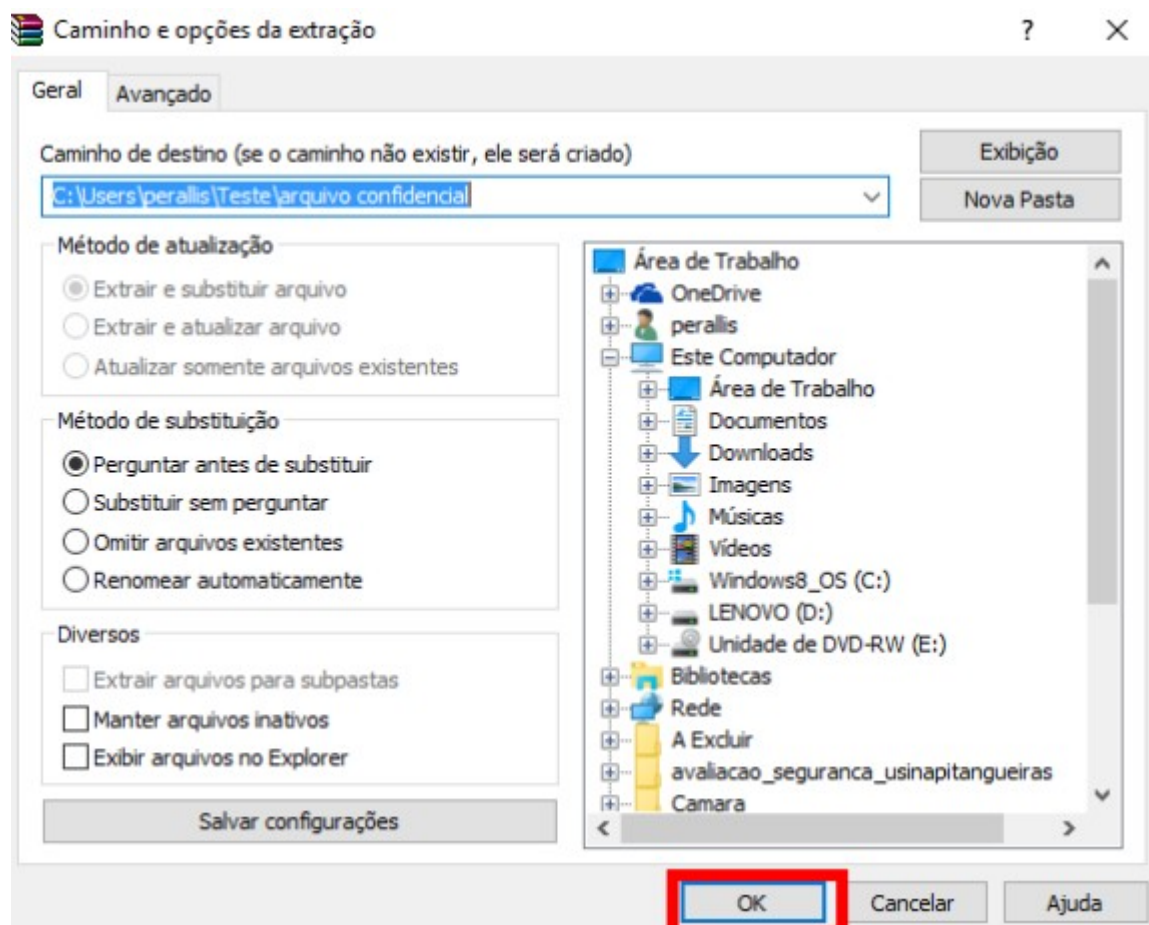 Caminho e opções da extração
Geral
Avançado
Caminho de destino (se o caminho não existir, ele será criado)
Exibição
C:\Users\perallis\Teste\arquivo confidencial
Nova Pasta
Método de atualização
Extrair e substituir arquivo
Extrair e atualizar arquivo
Atualizar somente arquivos existentes
Método de substituição
Perguntar antes de substituir
Substituir sem perguntar
Omitir arquivos existentes
Renomear automaticamente
Diversos
Extrair arquivos para subpastas
Manter arquivos inativos
Exibir arquivos no Explorer
Salvar configurações
Área de Trabalho
OneDrive
perallis
Este Computador
Área de Trabalho
Documentos
Downloads
Imagens
Músicas
Vídeos
Windows8_OS (C:)
LENOVO (D:)
Unidade de DVD-RW (E:)
Bibliotecas
Rede
A Excluir
avaliacao_seguranca_usinapitangueiras
Camara
OK
Cancelar
Ajuda